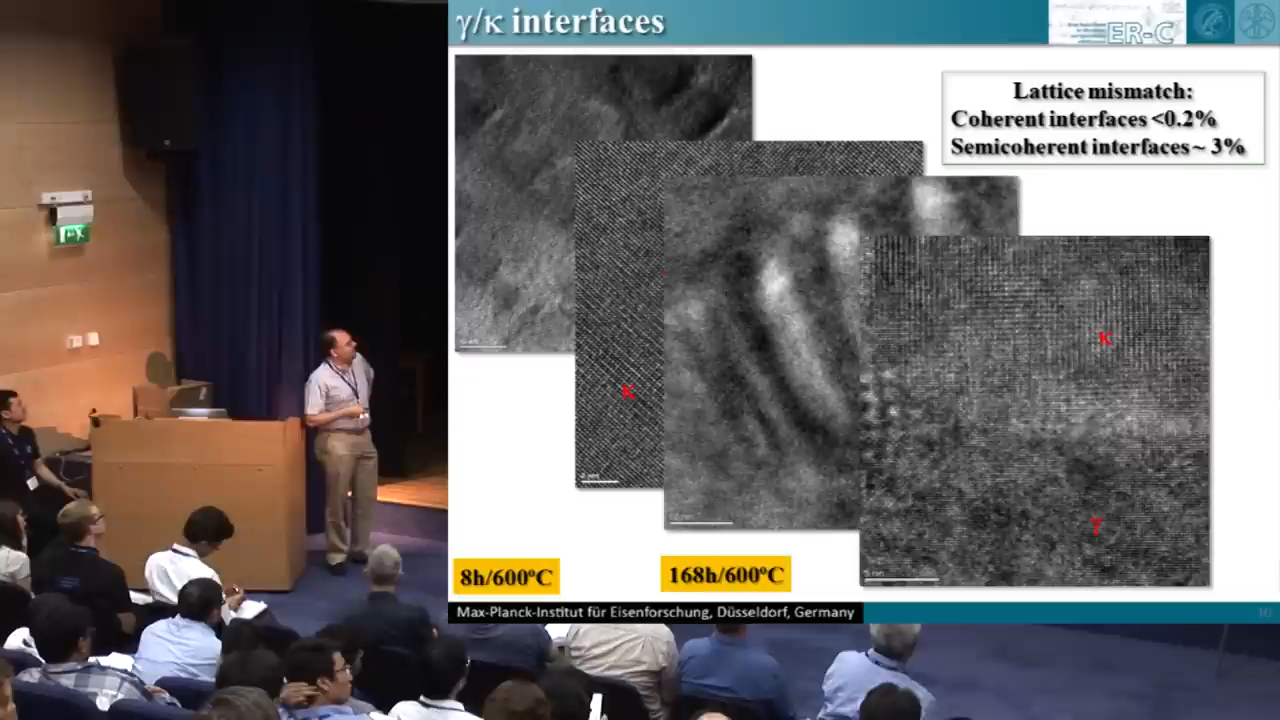 γ/κ interfaces
ER-C
Lattice mismatch:
Coherent interfaces <0.2%
Semicoherent interfaces ~ 3%
κ
κ
γ
8h/600ºC
168h/600ºC
Max-Planck-Institut für Eisenforschung, Düsseldorf, Germany
10